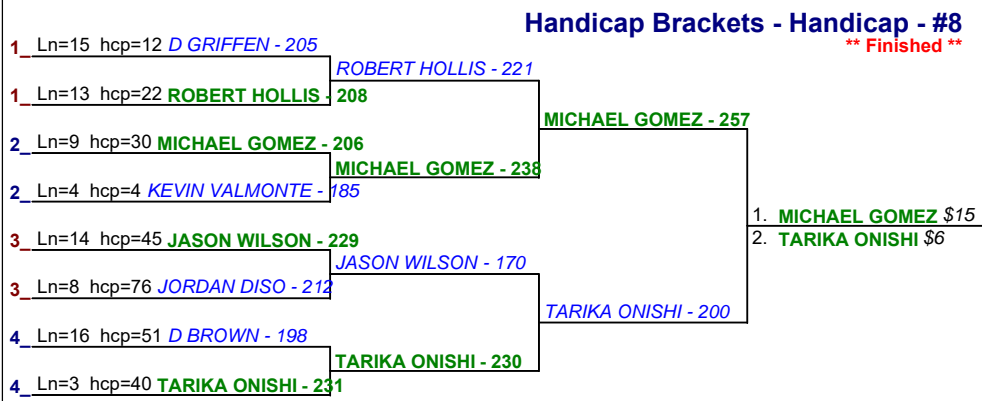 Handicap Brackets - Handicap - #8
** Finished **
1_ Ln=15 hcp=12 D GRIFFEN - 205
ROBERT HOLLIS - 221
1_ Ln=13 hcp=22 ROBERT HOLLIS - 208
MICHAEL GOMEZ - 257
2_ Ln=9 hcp=30 MICHAEL GOMEZ - 206
MICHAEL GOMEZ - 238
2_ Ln=4 hcp=4 KEVIN VALMONTE - 185
1. MICHAEL GOMEZ $15
2. TARIKA ONISHI $6
3_ Ln=14 hcp=45 JASON WILSON - 229
JASON WILSON - 170
3_ Ln=8 hcp=76 JORDAN DISO - 212
TARIKA ONISHI - 200
4_ Ln=16 hcp=51 D BROWN - 198
TARIKA ONISHI - 230
4_ Ln=3 hcp=40 TARIKA ONISHI - 231